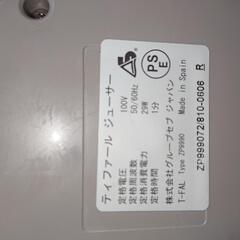 ティファール ジューサー
定格電圧 100V
定格周波数 50/60Hz
定格消費電力 29W
定格時間 1分
株式会社グループセブ ジャパン
T-FAL Type ZP9990 Made in Spain
ZP999072/810-0606 R
PS
E